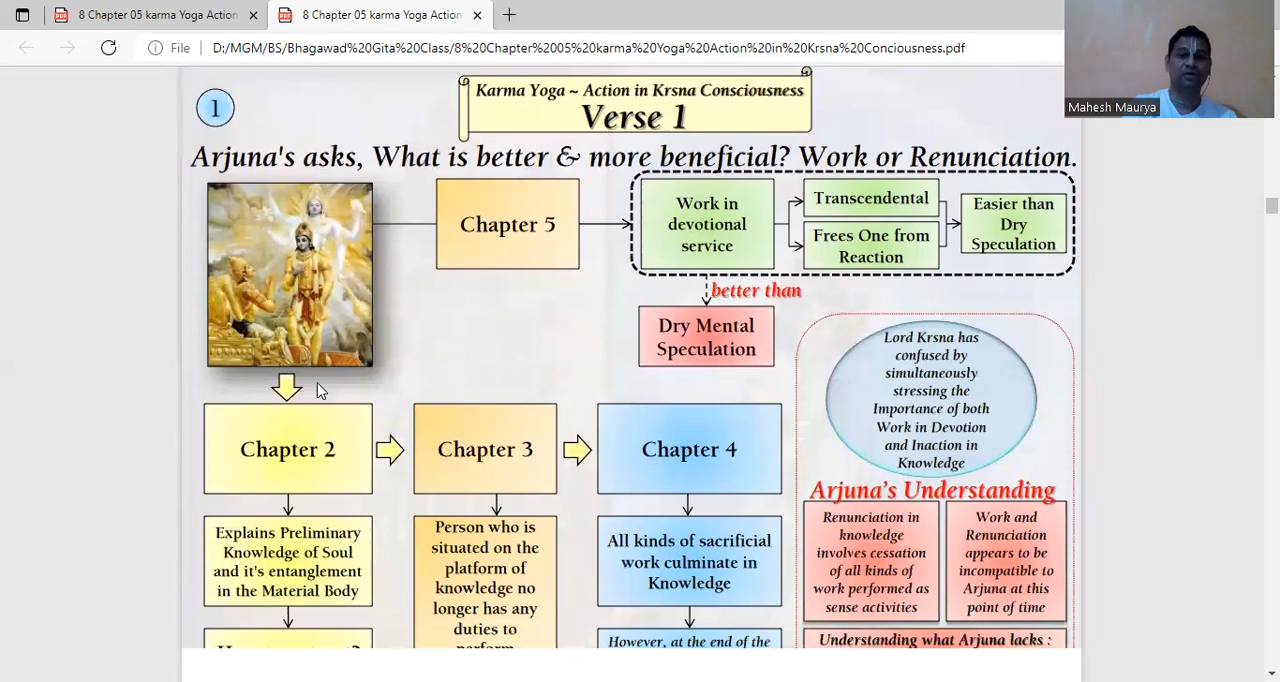 8 Chapter 05 karma Yoga Action
8 Chapter 05 karma Yoga Action
File
D:/MGM/BS/Bhagawad%20Gita%20Class/8%20Chapter%2005%20karma%20Yoga%20Action%20in%20Krsna%20Conciousness.pdf
Mahesh Maurya
1
Karma Yoga ~ Action in Krsna Consciousness
Verse 1
Arjuna's asks, What is better & more beneficial? Work or Renunciation.
Chapter 5
Work in
devotional
service
Transcendental
Frees One from
Reaction
Easier than
Dry
Speculation
better than
Dry Mental
Speculation
Lord Krsna has
confused by
simultaneously
stressing the
Importance of both
Work in Devotion
and Inaction in
Knowledge
Chapter 2
Chapter 3
Chapter 4
Arjuna's Understanding
Explains Preliminary
Knowledge of Soul
and it's entanglement
in the Material Body
Person who is
situated on the
platform of
knowledge no
longer has any
duties to
All kinds of sacrificial
work culminate in
Knowledge
However, at the end of the
Renunciation in
knowledge
involves cessation
of all kinds of
work performed as
sense activities
Work and
Renunciation
appears to be
incompatible to
Arjuna at this
point of time
Understanding what Arjuna lacks :